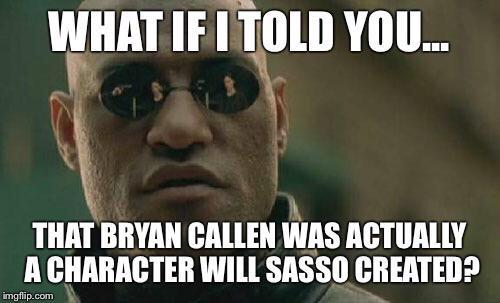 WHAT IF I TOLD YOU...
THAT BRYAN CALLEN WAS ACTUALLY
A CHARACTER WILL SASSO CREATED?
imgflip.com